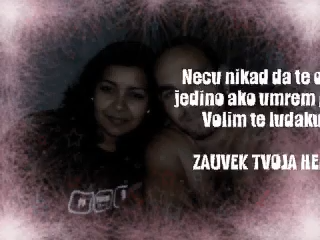 Necu nikad da te
jedino ako umrem
Volim te ludaku
ZAUVEK TVOJA